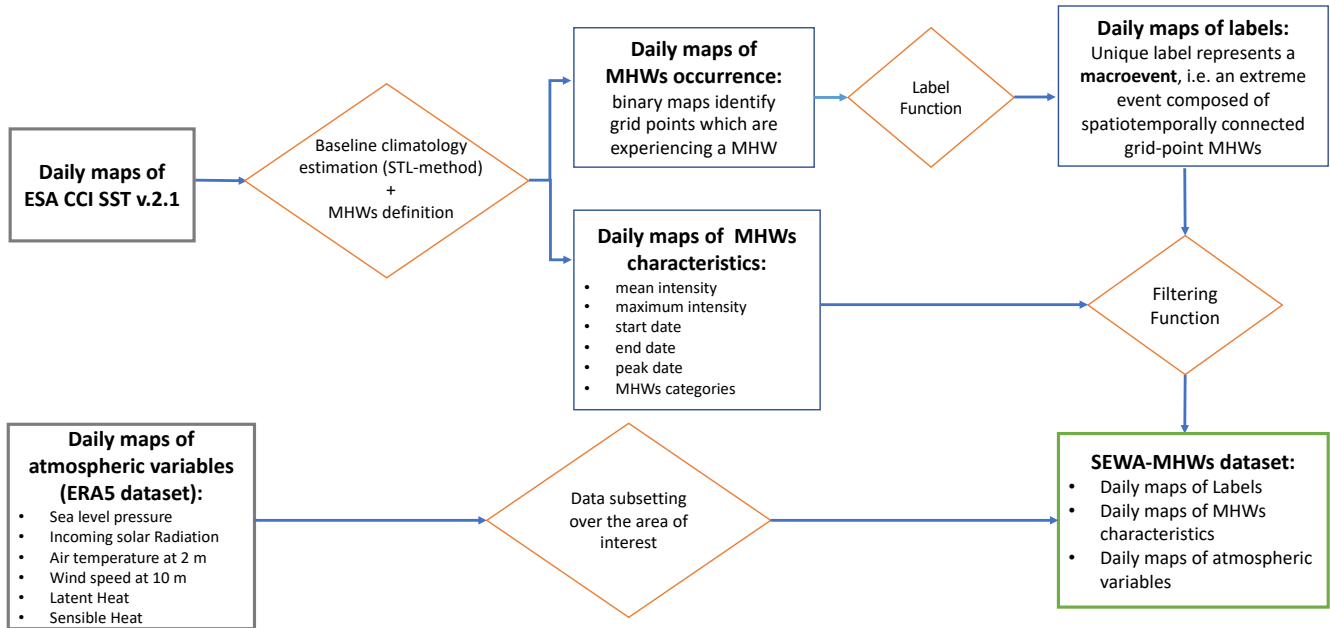 Daily maps of
ESA CCI SST v.2.1
Baseline climatology
estimation (STL-method)
+
MHWs definition
Daily maps of
MHWs occurrence:
binary maps identify
grid points which are
experiencing a MHW
Label
Function
Daily maps of labels:
Unique label represents a
macroevent, i.e. an extreme
event composed of
spatiotemporally connected
grid-point MHWs
Daily maps of MHWs
characteristics:
• mean intensity
• maximum intensity
• start date
• end date
• peak date
• MHWs categories
Filtering
Function
Daily maps of
atmospheric variables
(ERA5 dataset):
• Sea level pressure
• Incoming solar Radiation
• Air temperature at 2 m
• Wind speed at 10 m
• Latent Heat
• Sensible Heat
Data subsetting
over the area of
interest
SEWA-MHWs dataset:
• Daily maps of Labels
• Daily maps of MHWs
characteristics
• Daily maps of atmospheric
variables